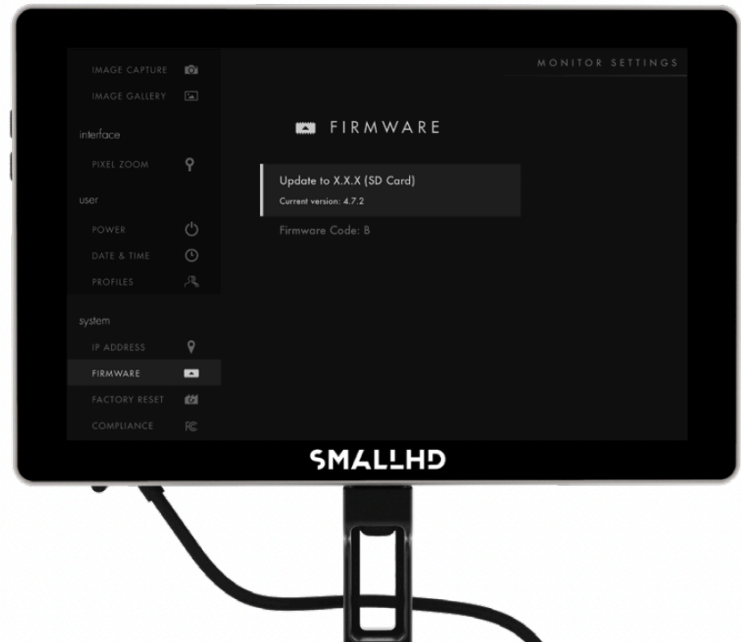 MONITOR SETTINGS
IMAGE CAPTURE
IMAGE GALLERY
interface
PIXEL ZOOM
user
POWER
DATE & TIME
PROFILES
system
IP ADDRESS
FIRMWARE
FACTORY RESET
COMPLIANCE
FC
FIRMWARE
Update to X.X.X (SD Card)
Current version: 4.7.2
Firmware Code: B
SMALLHD